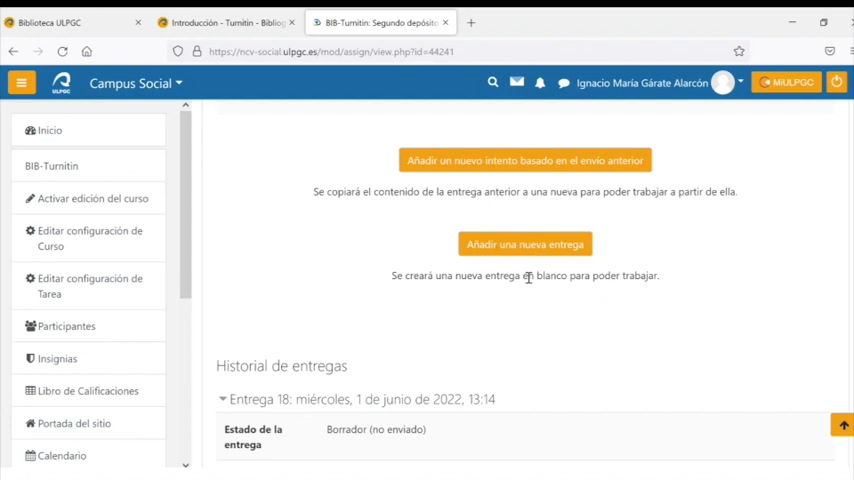 Biblioteca ULPGC
Introducción - Turnitin - Bibliog
BIB-Turnitin: Segundo depósito
https://ncv-social.ulpgc.es/mod/assign/view.php?id=44241
ULPGC
Campus Social
Ignacio María Gárate Alarcón
MiULPGC
Inicio
BIB-Turnitin
Activar edición del curso
Editar configuración de
Curso
Editar configuración de
Tarea
Participantes
Insignias
Libro de Calificaciones
Portada del sitio
Calendario
Añadir un nuevo intento basado en el envío anterior
Se copiará el contenido de la entrega anterior a una nueva para poder trabajar a partir de ella.
Añadir una nueva entrega
Se creará una nueva entrega en blanco para poder trabajar.
Historial de entregas
Entrega 18: miércoles, 1 de junio de 2022, 13:14
Estado de la
entrega
Borrador (no enviado)